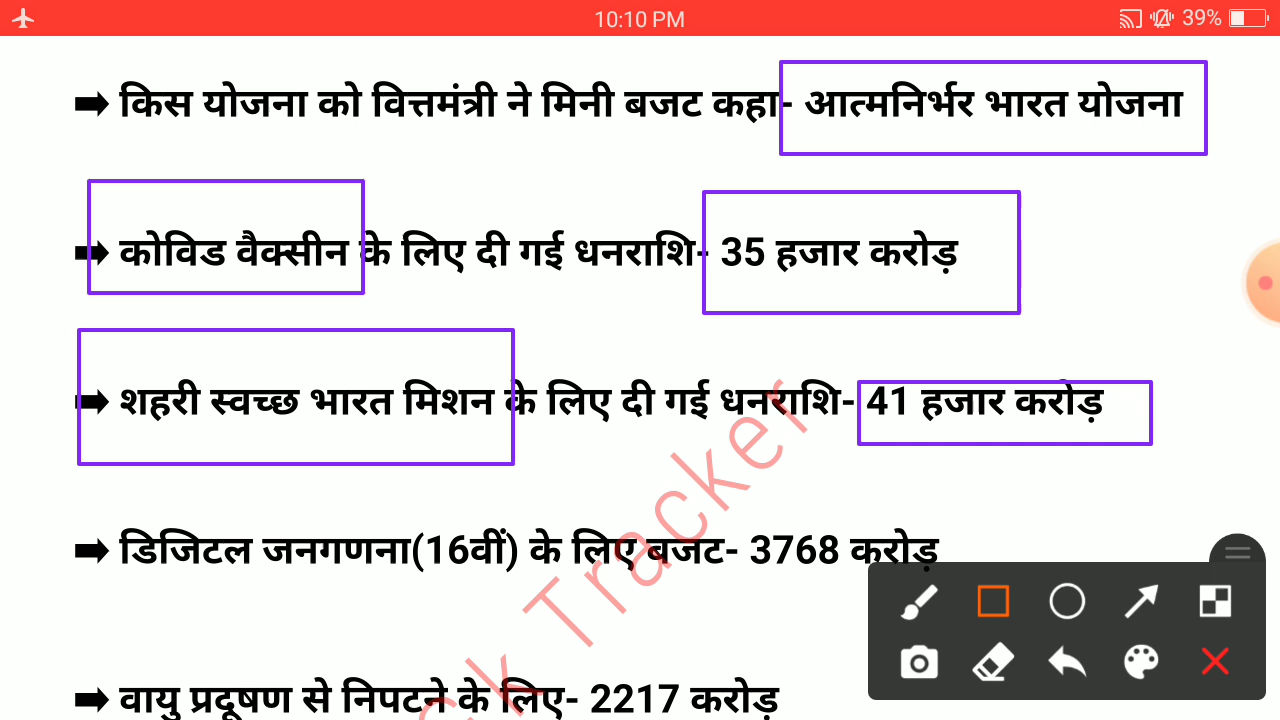 10:10 PM
39%
➡ किस योजना को वित्तमंत्री ने मिनी बजट कहा- आत्मनिर्भर भारत योजना
➡ कोविड वैक्सीन के लिए दी गई धनराशि- 35 हजार करोड़
➡ शहरी स्वच्छ भारत मिशन के लिए दी गई धनराशि- 41 हजार करोड़
➡ डिजिटल जनगणना(16वीं) के लिए बजट- 3768 करोड़
➡ वायु प्रदूषण से निपटने के लिए- 2217 करोड़
ck Tracker